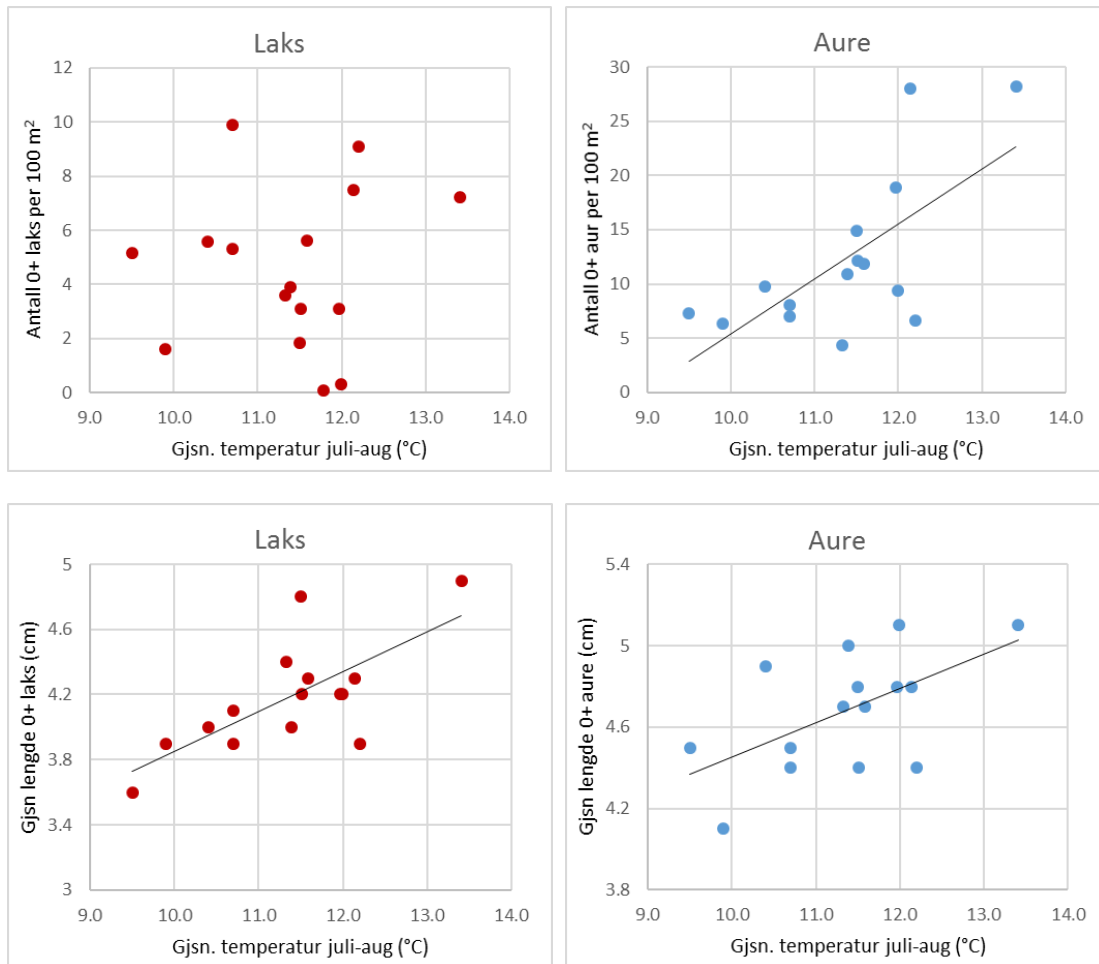 Laks
Antall 0+ laks per 100 m²
12
10
8
6
4
2
0
9.0 10.0 11.0 12.0 13.0 14.0
Gjsn. temperatur juli-aug (°C)
Aure
Antall 0+ aur per 100 m²
30
25
20
15
10
5
0
9.0 10.0 11.0 12.0 13.0 14.0
Gjsn. temperatur juli-aug (°C)
Laks
Gjsn lengde 0+ laks (cm)
5
4.6
4.2
3.8
3.4
3
9.0 10.0 11.0 12.0 13.0 14.0
Gjsn. temperatur juli-aug (°C)
Aure
Gjsn lengde 0+ aure (cm)
5.4
5
4.6
4.2
3.8
9.0 10.0 11.0 12.0 13.0 14.0
Gjsn. temperatur juli-aug (°C)